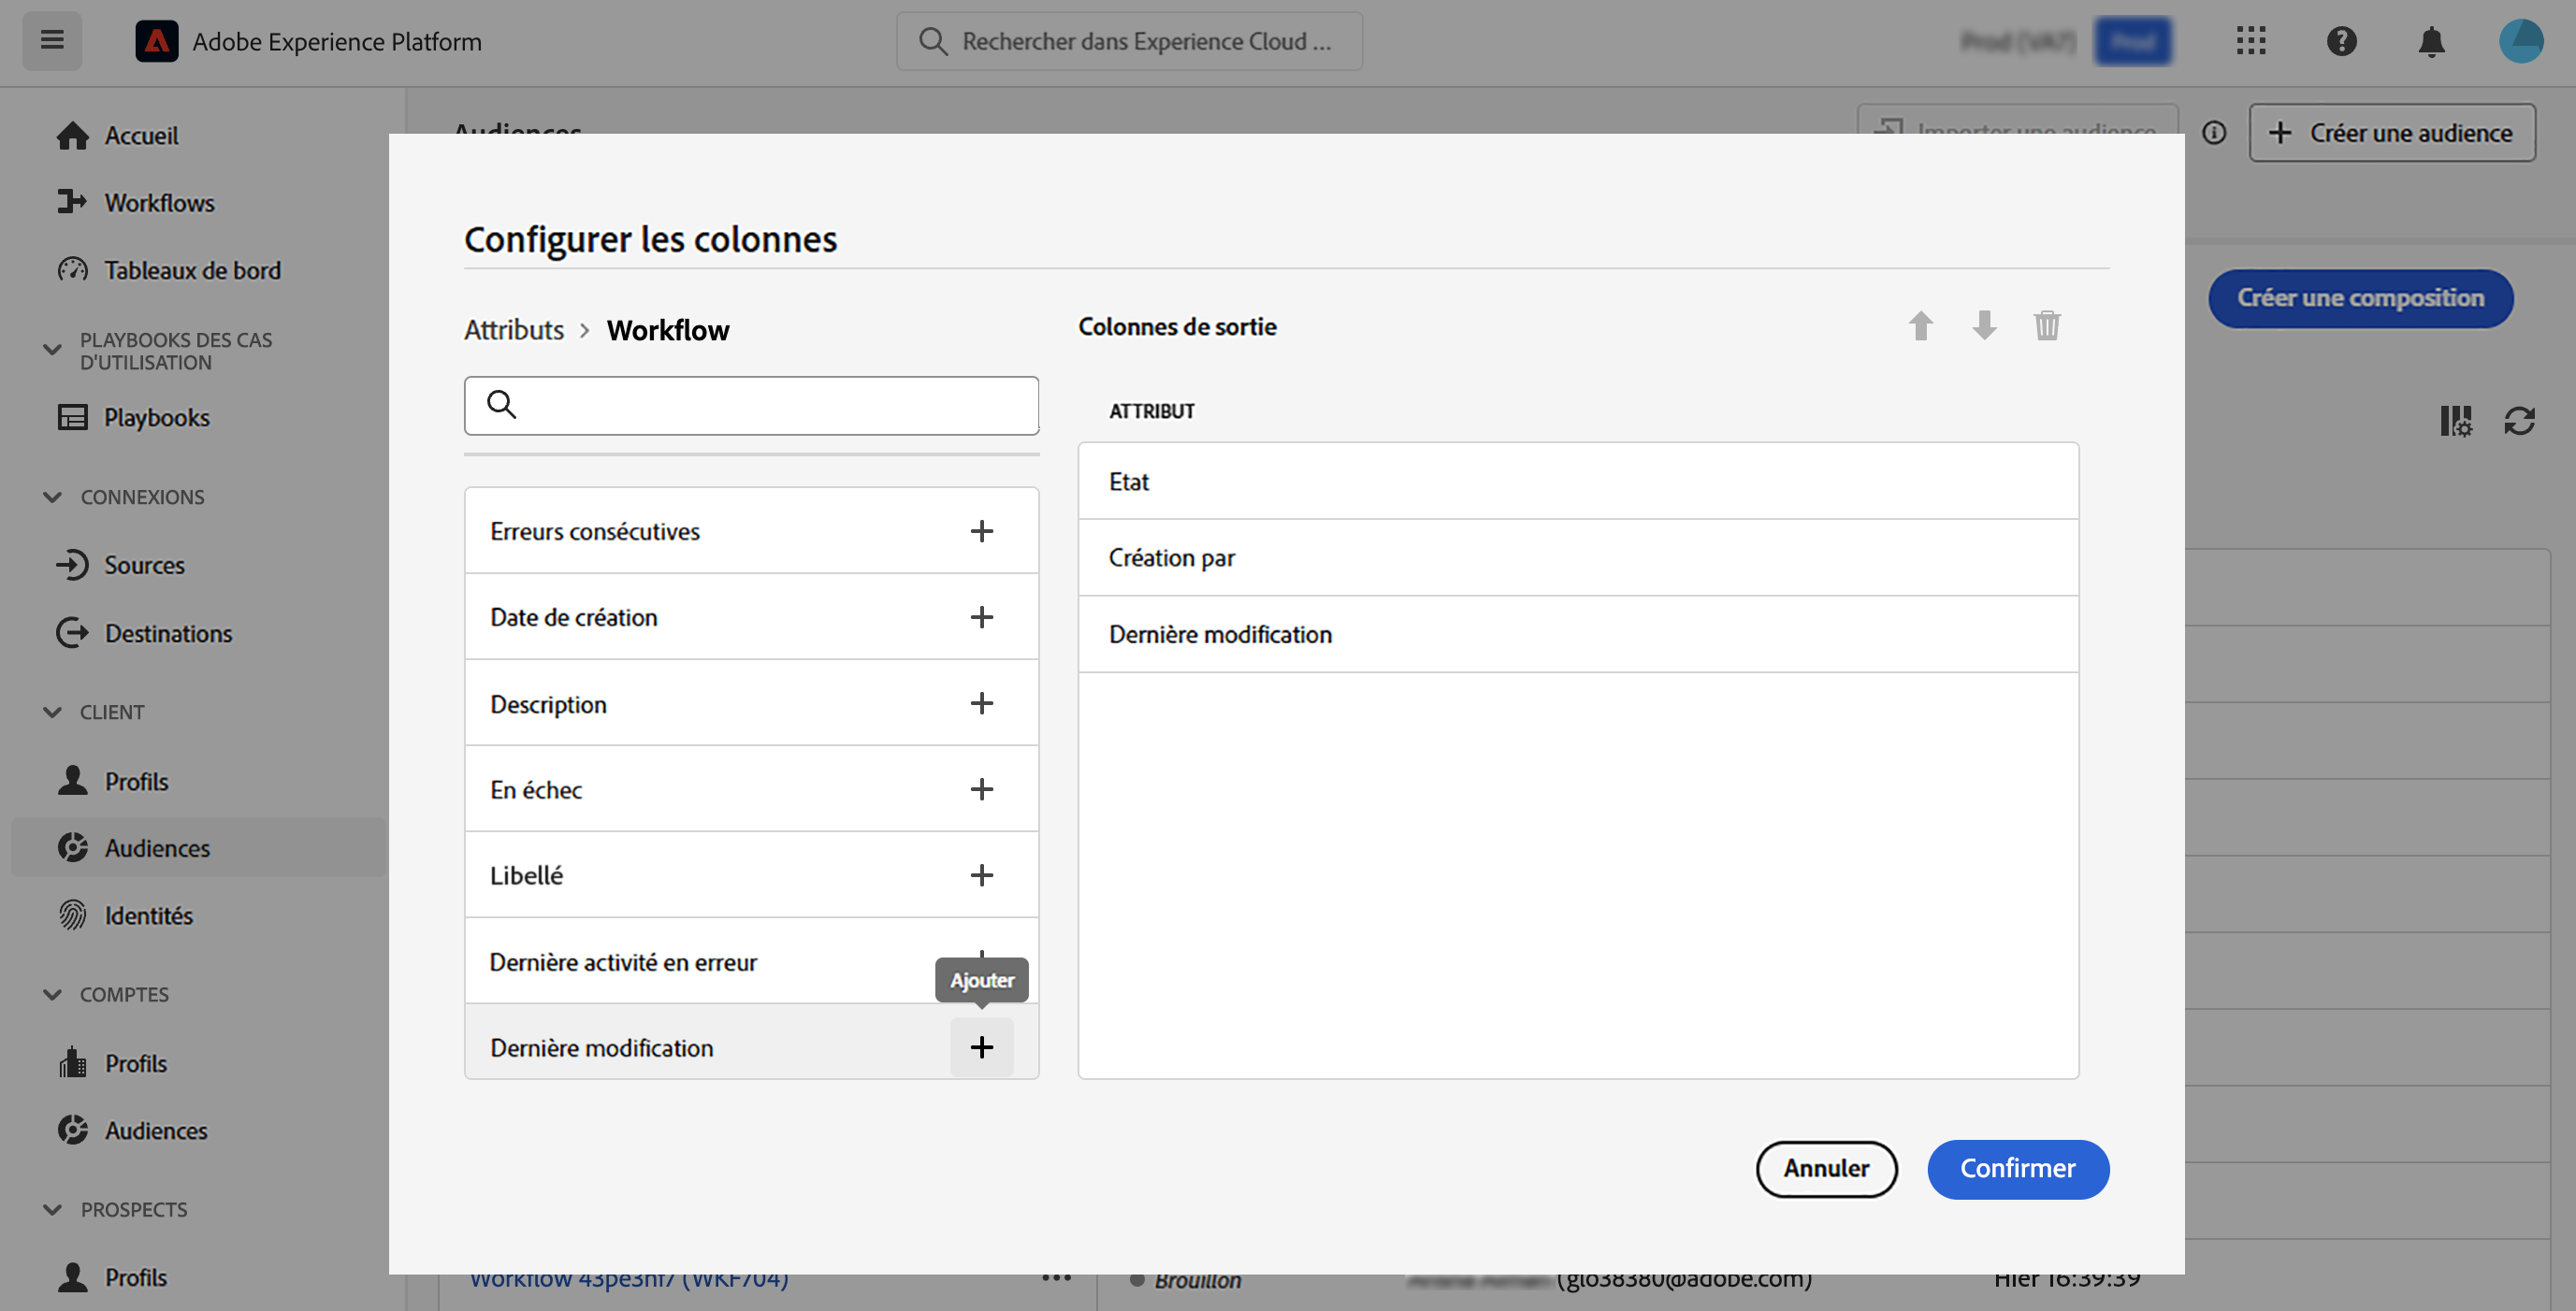 Adobe Experience Platform
Rechercher dans Experience Cloud ...
Prod (VA7)
Prod
Accueil
Workflows
Tableaux de bord
PLAYBOOKS DES CAS
D'UTILISATION
Playbooks
CONNEXIONS
Sources
Destinations
CLIENT
Profils
Audiences
Identités
COMPTES
Profils
Audiences
PROSPECTS
Profils
Audiences
Importer une audience
Créer une audience
Créer une composition
Configurer les colonnes
Attributs > Workflow
Erreurs consécutives
Date de création
Description
En échec
Libellé
Dernière activité en erreur
Ajouter
Dernière modification
Colonnes de sortie
ATTRIBUT
Etat
Création par
Dernière modification
Annuler
Confirmer
Workflow 43pe3hf7 (WKF704)
Brouillon
(glo38380@adobe.com)
Hier 16:39:39